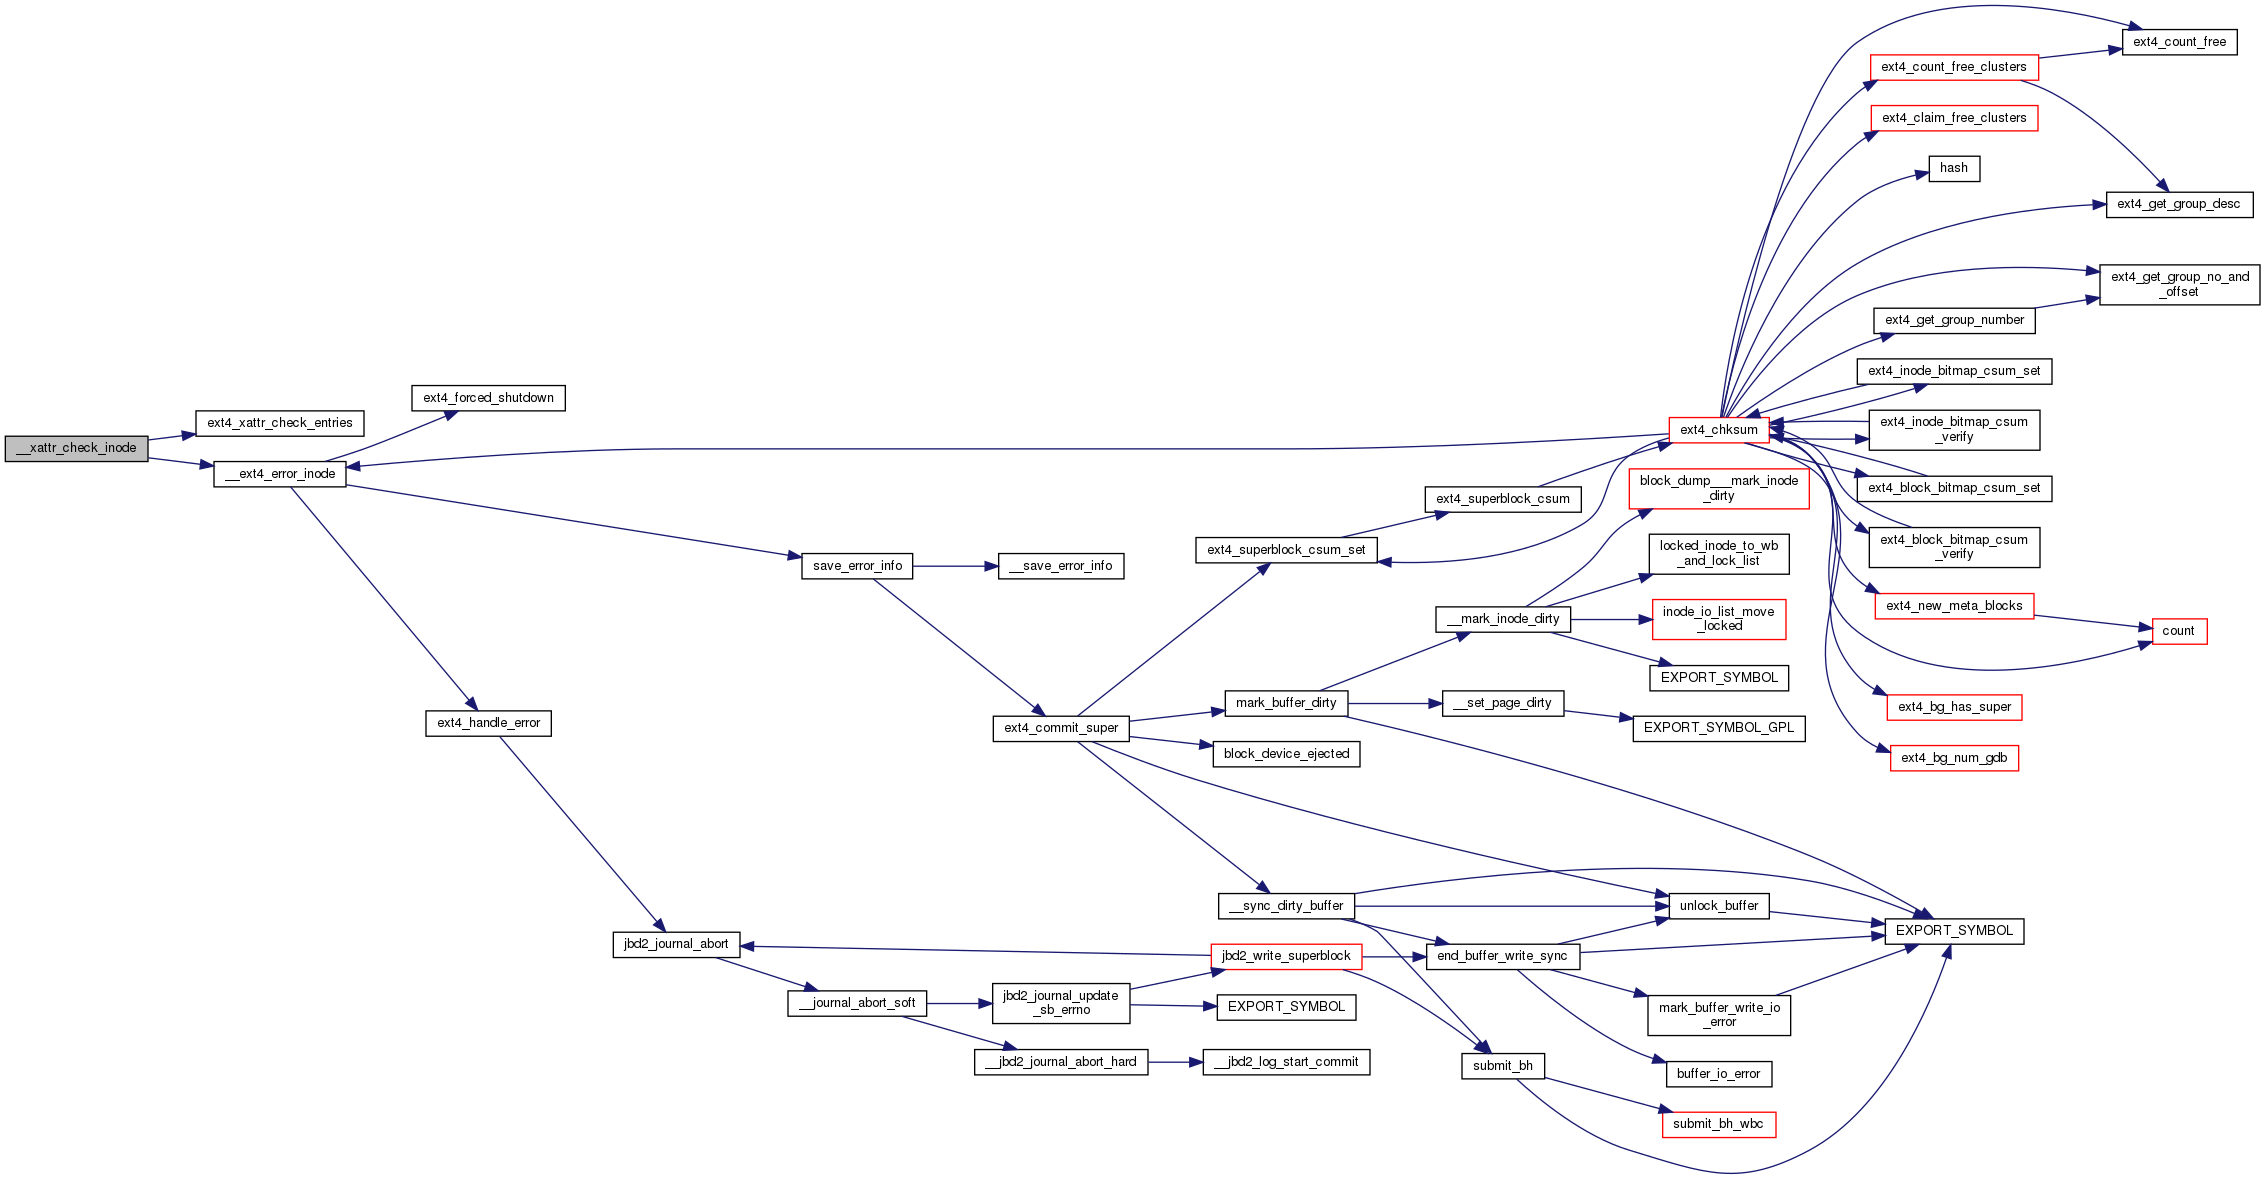 __xattr_check_inode
ext4_xattr_check_entries
__ext4_error_inode
ext4_forced_shutdown
ext4_handle_error
jbd2_journal_abort
save_error_info
__journal_abort_soft
__save_error_info
ext4_commit_super
jbd2_journal_update
_sb_errno
__jbd2_journal_abort_hard
ext4_superblock_csum_set
mark_buffer_dirty
block_device_ejected
__sync_dirty_buffer
jbd2_write_superblock
EXPORT_SYMBOL
__jbd2_log_start_commit
ext4_superblock_csum
__mark_inode_dirty
__set_page_dirty
end_buffer_write_sync
submit_bh
ext4_chksum
block_dump___mark_inode
_dirty
locked_inode_to_wb
_and_lock_list
inode_io_list_move
_locked
EXPORT_SYMBOL
EXPORT_SYMBOL_GPL
unlock_buffer
mark_buffer_write_io
_error
buffer_io_error
submit_bh_wbc
ext4_count_free_clusters
ext4_claim_free_clusters
hash
ext4_get_group_number
ext4_inode_bitmap_csum_set
ext4_inode_bitmap_csum
_verify
ext4_block_bitmap_csum_set
ext4_block_bitmap_csum
_verify
ext4_new_meta_blocks
ext4_bg_has_super
ext4_bg_num_gdb
EXPORT_SYMBOL
ext4_count_free
ext4_get_group_desc
ext4_get_group_no_and
_offset
count